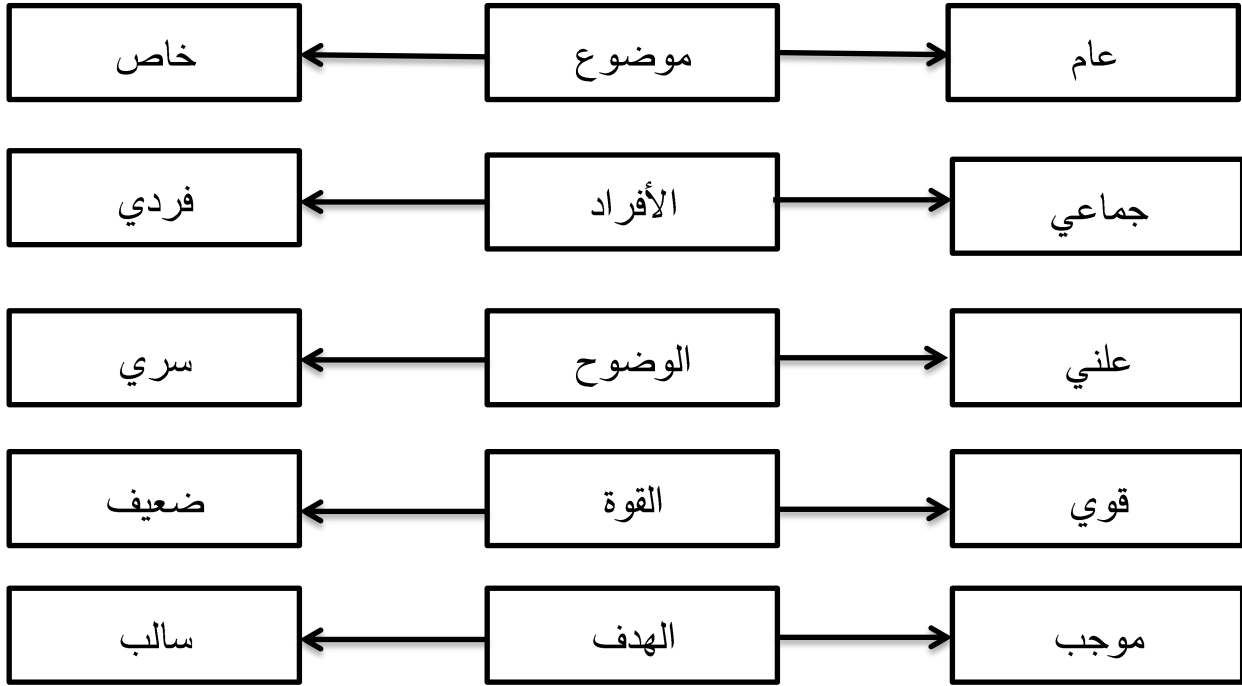 عام
موضوع
خاص
جماعي
الأفراد
فردي
علني
الوضوح
سري
قوي
القوة
ضعيف
موجب
الهدف
سالب